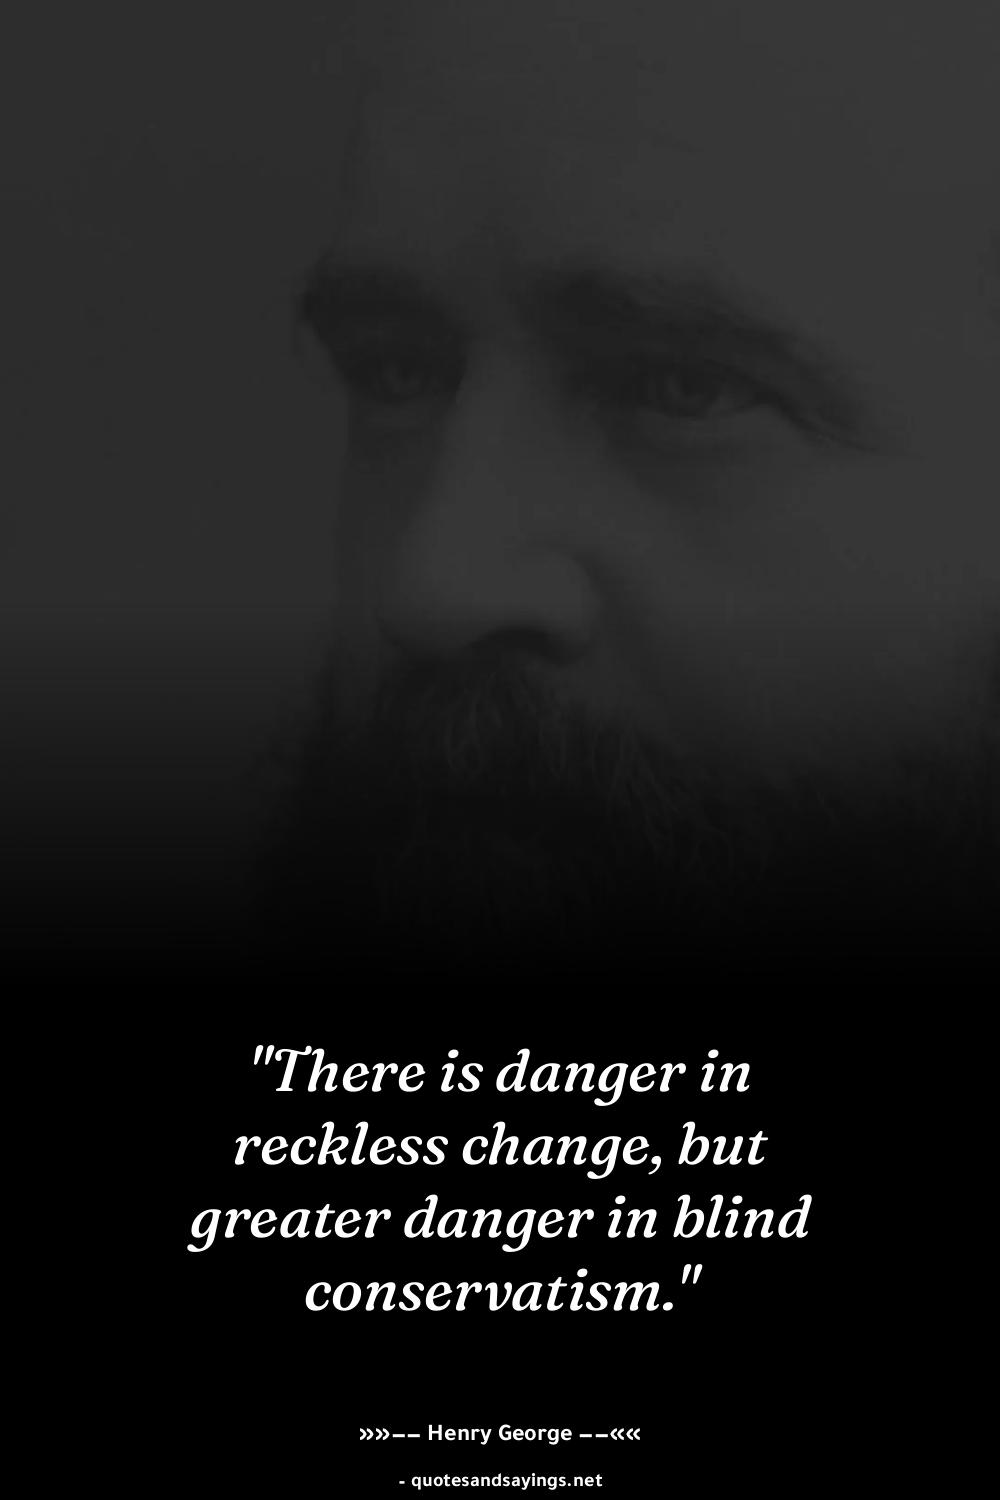 "There is danger in
reckless change, but
greater danger in blind
conservatism."
»»–– Henry George ––««
- quotesandsayings.net